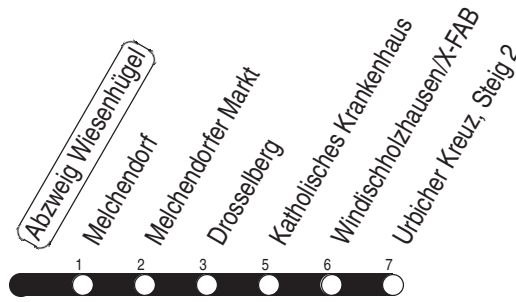 Abzweig Wiesenhügel
Melchendorf
Melchendorfer Markt
Drosselberg
Katholisches Krankenhaus
Windischholzhausen/X-FAB
Urbicher Kreuz, Steig 2
1 2 3 5 6 7